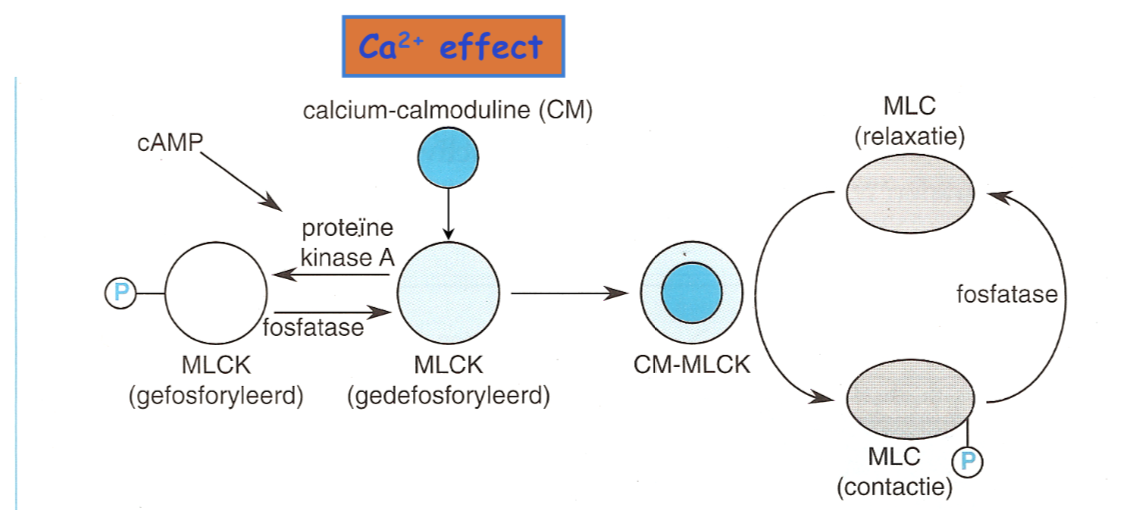 Ca²⁺ effect
calcium-calmoduline (CM)
cAMP
proteïne
kinase A
P
fosfatase
MLCK
(gefosforyleerd)
MLCK
(gedefosforyleerd)
CM-MLCK
MLC
(relaxatie)
fosfatase
MLC
(contactie)
P